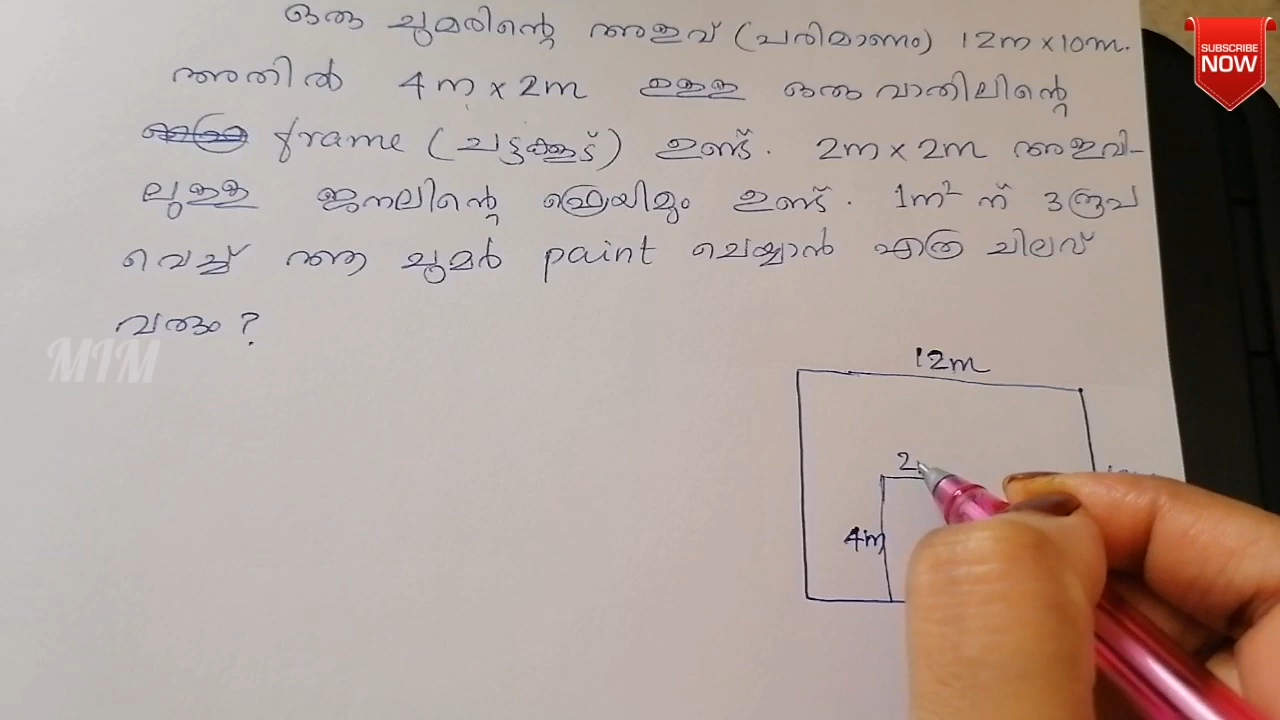 ഒരു ചുമരിന്റെ അളവ് (പരിമാണം) 12m x 10m.
അതിൽ 4m x 2m ഉള്ള ഒരു വാതിലിന്റെ
frame (ചട്ടക്കൂട്) ഉണ്ട്. 2m x 2m അളവി-
ലുള്ള ജനലിന്റെ ഫ്രെയിമും ഉണ്ട്. 1m² ന് 3 രൂപ
വെച്ച് ആ ചുമർ paint ചെയ്യാൻ എത്ര ചിലവ്
വരും?
12m
2
4m
MIM
SUBSCRIBE
NOW